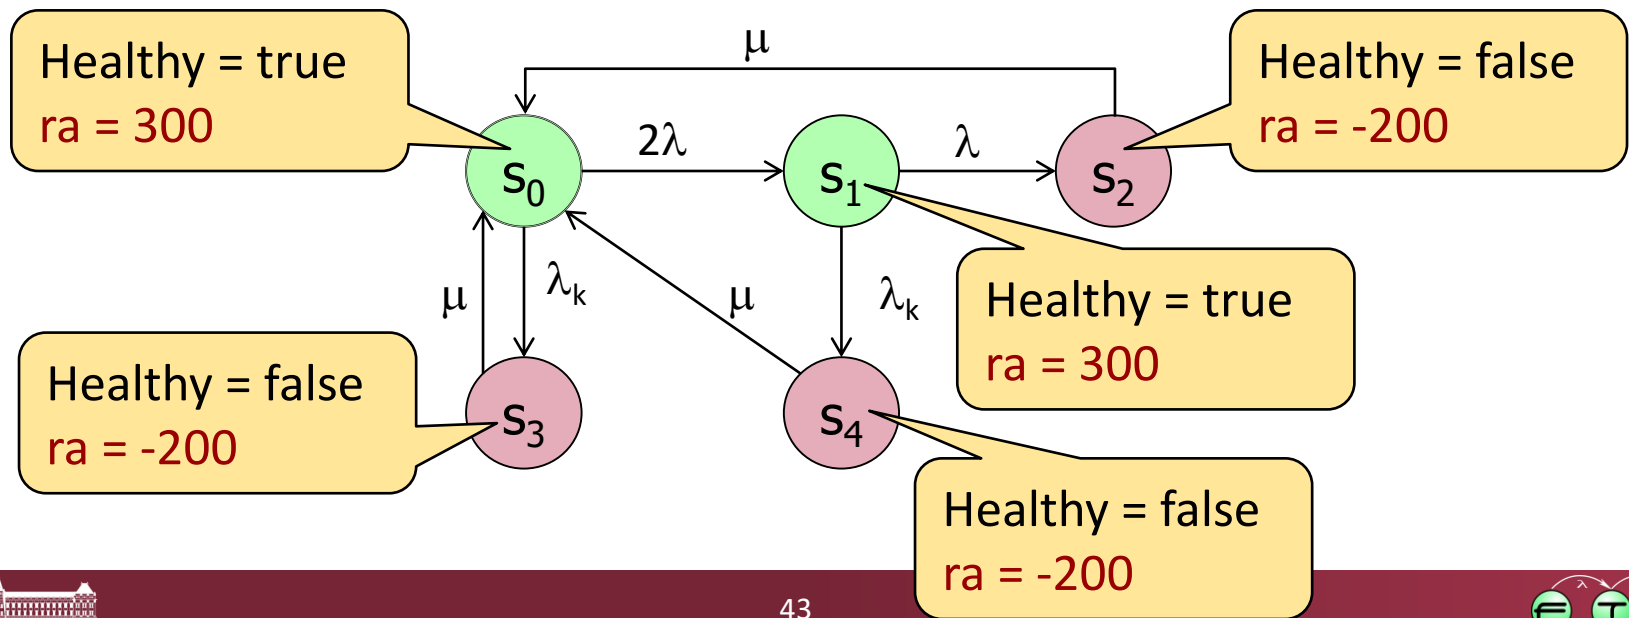 Healthy = true
ra = 300
μ
Healthy = false
ra = -200
s0
2λ
s1
λ
s2
μ
λk
μ
λk
Healthy = true
ra = 300
Healthy = false
ra = -200
s3
s4
Healthy = false
ra = -200
43
λ